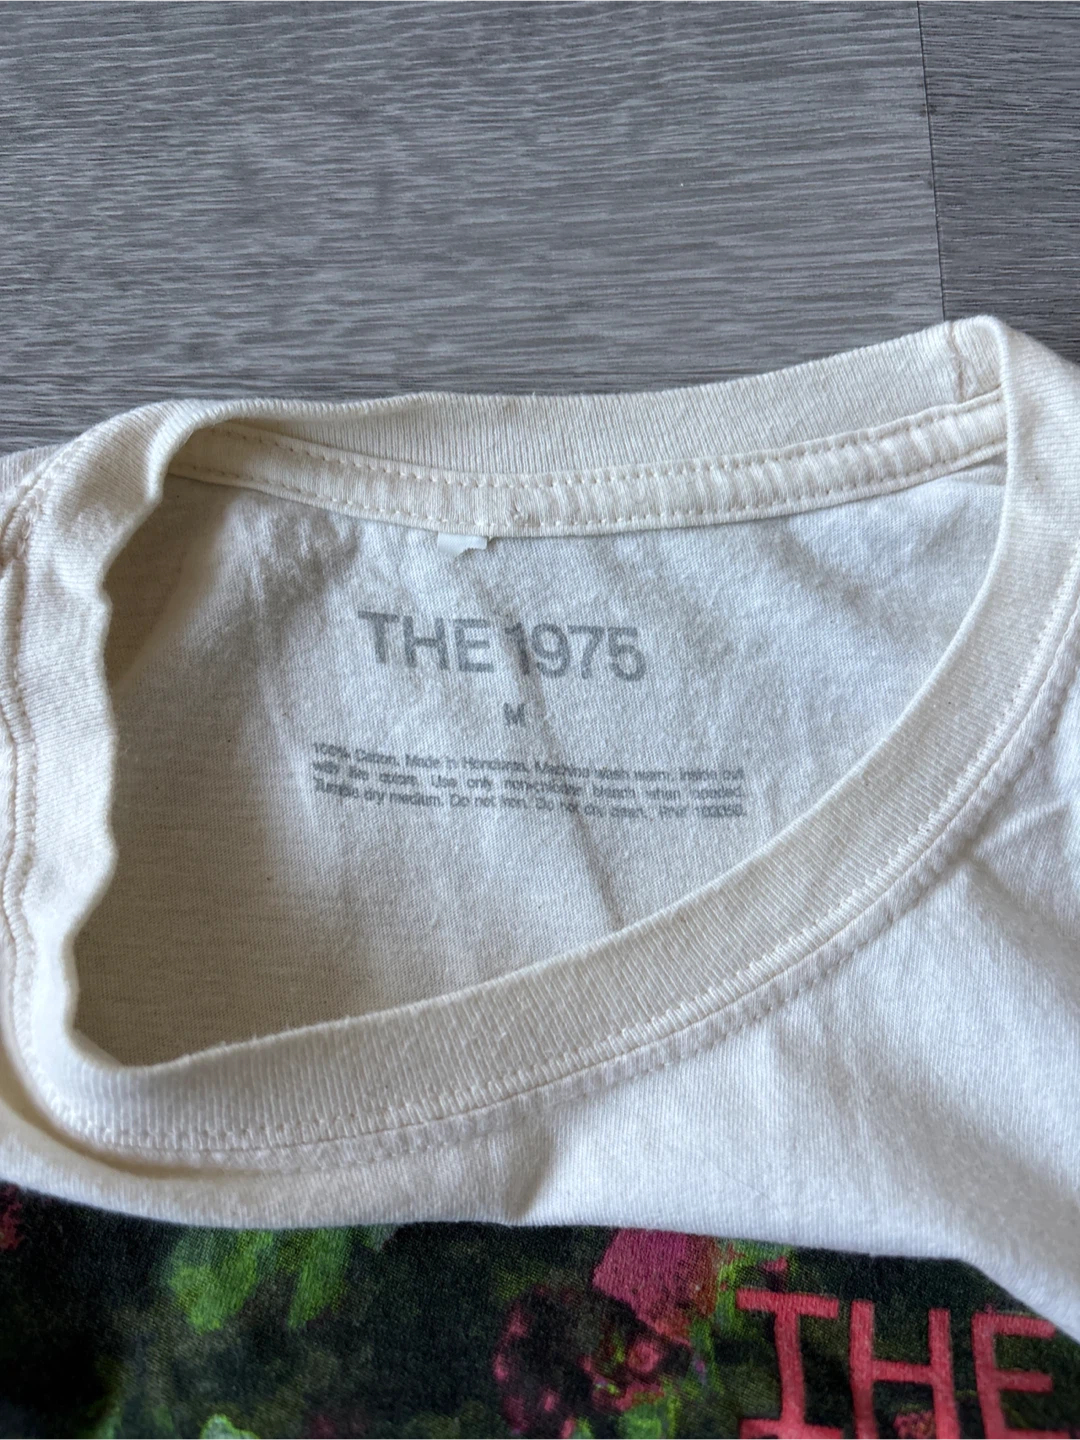 THE 1975
M
100% Cotton. Made in Honduras. Machine wash warm, inside out
with like colors. Use only non-chlorine bleach when needed.
Tumble dry medium. Do not iron. Do not dry clean.
THE